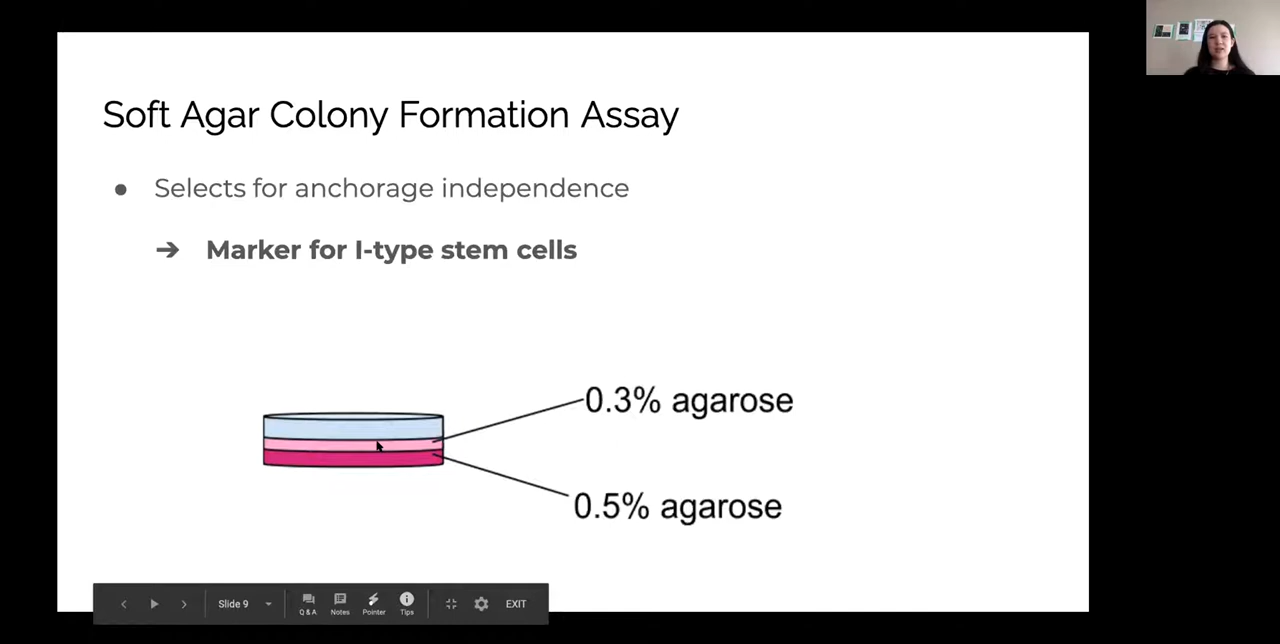 Soft Agar Colony Formation Assay
● Selects for anchorage independence
➔ Marker for I-type stem cells
0.3% agarose
0.5% agarose
Slide 9
Q & A
Notes
Pointer
Tips
EXIT